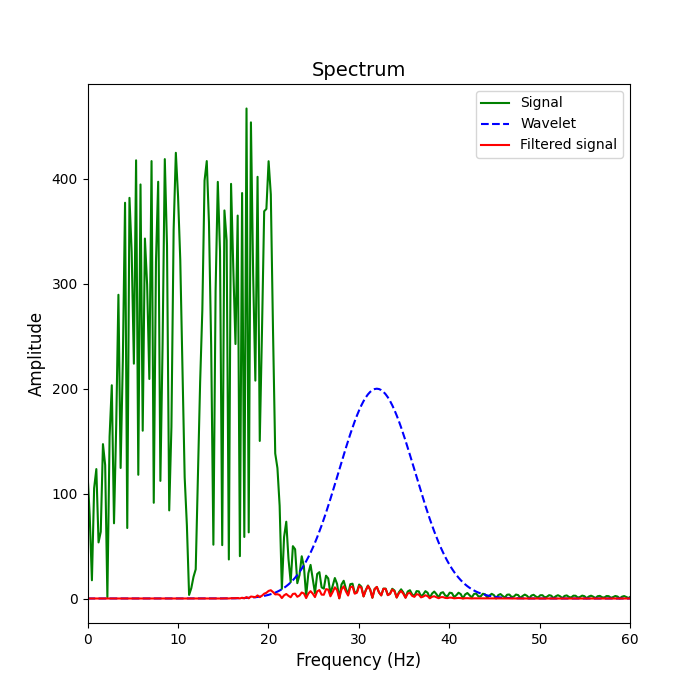 Spectrum
Signal
Wavelet
Filtered signal
400
300
200
100
0
Amplitude
0 10 20 30 40 50 60
Frequency (Hz)